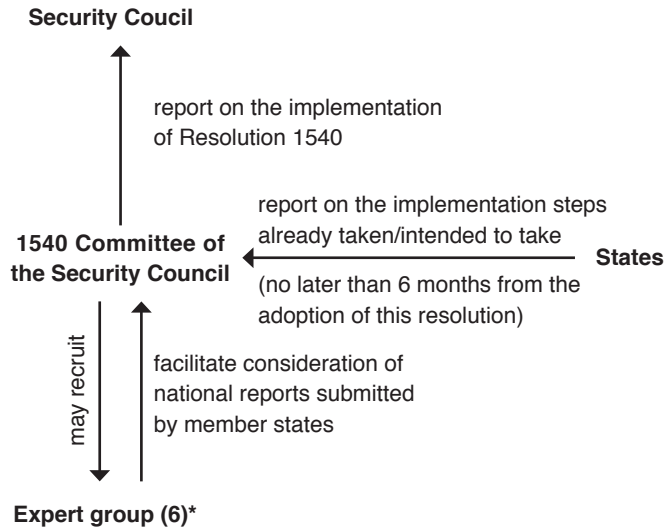 Security Coucil
report on the implementation
of Resolution 1540
report on the implementation steps
already taken/intended to take
1540 Committee of
the Security Council
States
(no later than 6 months from the
adoption of this resolution)
may recruit
facilitate consideration of
national reports submitted
by member states
Expert group (6)*